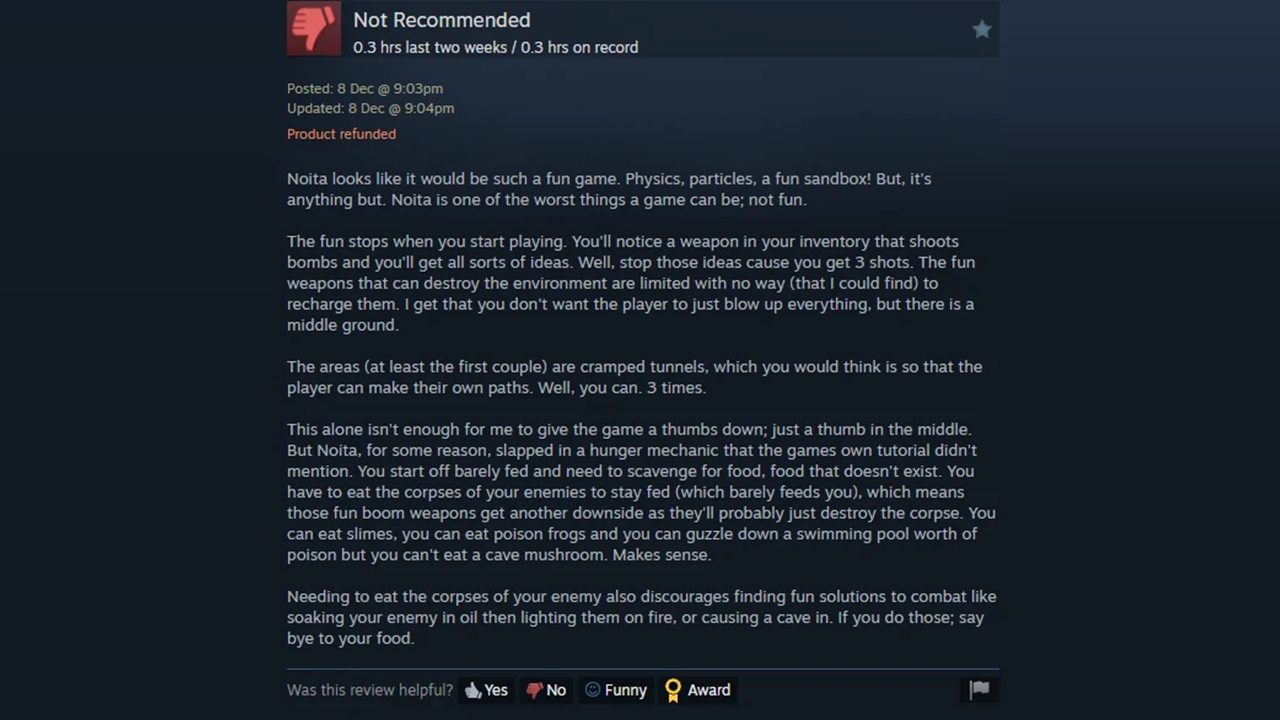 Not Recommended
0.3 hrs last two weeks / 0.3 hrs on record
Posted: 8 Dec @ 9:03pm
Updated: 8 Dec @ 9:04pm
Product refunded
Noita looks like it would be such a fun game. Physics, particles, a fun sandbox! But, it's
anything but. Noita is one of the worst things a game can be; not fun.
The fun stops when you start playing. You'll notice a weapon in your inventory that shoots
bombs and you'll get all sorts of ideas. Well, stop those ideas cause you get 3 shots. The fun
weapons that can destroy the environment are limited with no way (that I could find) to
recharge them. I get that you don't want the player to just blow up everything, but there is a
middle ground.
The areas (at least the first couple) are cramped tunnels, which you would think is so that the
player can make their own paths. Well, you can. 3 times.
This alone isn't enough for me to give the game a thumbs down; just a thumb in the middle.
But Noita, for some reason, slapped in a hunger mechanic that the games own tutorial didn't
mention. You start off barely fed and need to scavenge for food, food that doesn't exist. You
have to eat the corpses of your enemies to stay fed (which barely feeds you), which means
those fun boom weapons get another downside as they'll probably just destroy the corpse. You
can eat slimes, you can eat poison frogs and you can guzzle down a swimming pool worth of
poison but you can't eat a cave mushroom. Makes sense.
Needing to eat the corpses of your enemy also discourages finding fun solutions to combat like
soaking your enemy in oil then lighting them on fire, or causing a cave in. If you do those; say
bye to your food.
Was this review helpful? Yes No Funny Award